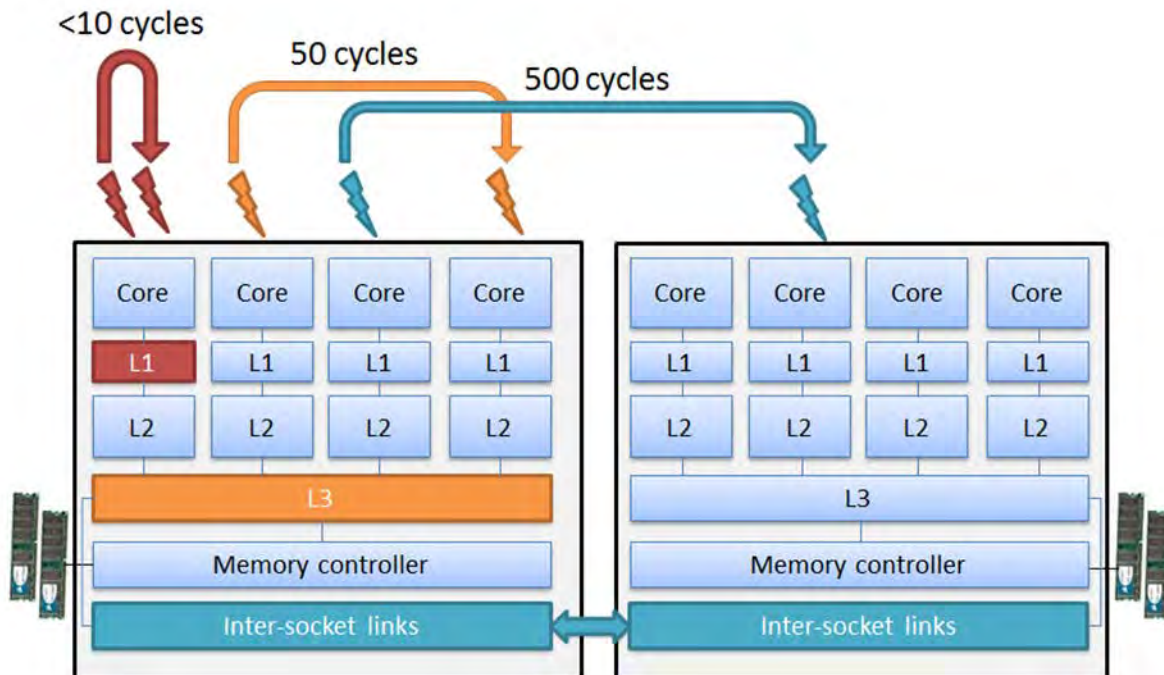 <10 cycles
50 cycles
500 cycles
Core Core Core Core Core Core Core Core
L1 L1 L1 L1 L1 L1 L1 L1
L2 L2 L2 L2 L2 L2 L2 L2
L3 L3
Memory controller Memory controller
Inter-socket links Inter-socket links